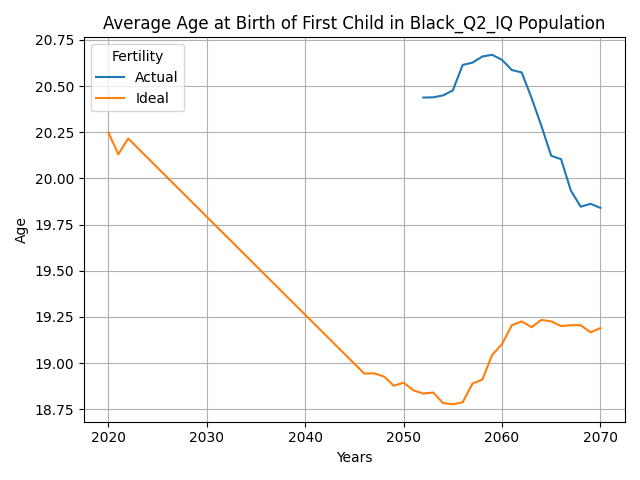 Average Age at Birth of First Child in Black_Q2_IQ Population
20.75
20.50
20.25
20.00
19.75
19.50
19.25
19.00
18.75
Age
Fertility
Actual
Ideal
2020 2030 2040 2050 2060 2070
Years